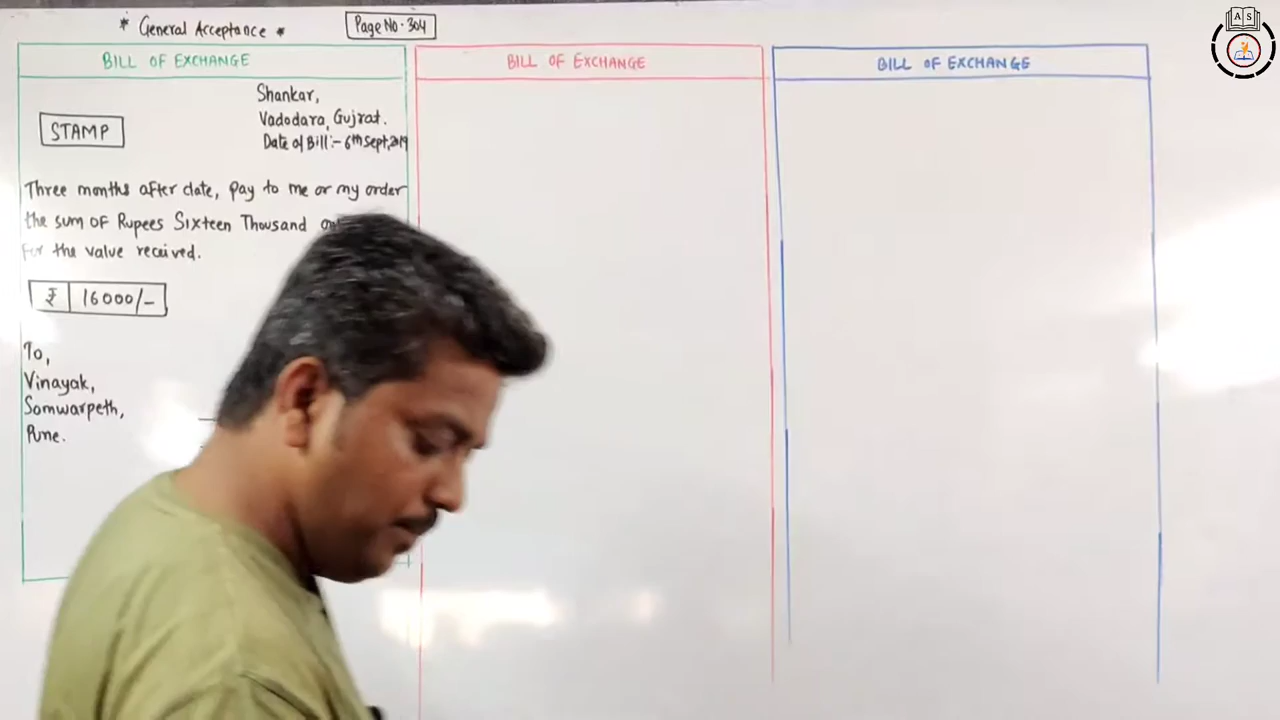 * General Acceptance *
Page No. 304
BILL OF EXCHANGE
Shankar,
Vadodara, Gujrat.
Date of Bill:- 6th Sept, 2019
STAMP
Three months after date, pay to me or my order
the sum of Rupees Sixteen Thousand
for the value received.
₹ 16000/-
To,
Vinayak,
Somwarpeth,
Pune.
BILL OF EXCHANGE
BILL OF EXCHANGE
A S